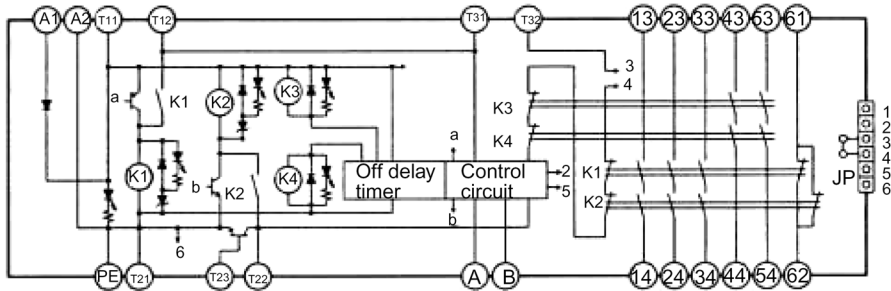 A1 A2 T11 T12 T31 T32 13 23 33 43 53 61
a K1 K2 K3 3
4
K3
K4
1
2
3
4
5
6
JP
K1 b K2 K4 a
Off delay timer
Control circuit
2
5
b
K1
K2
6
PE T21 T23 T22 A B 14 24 34 44 54 62